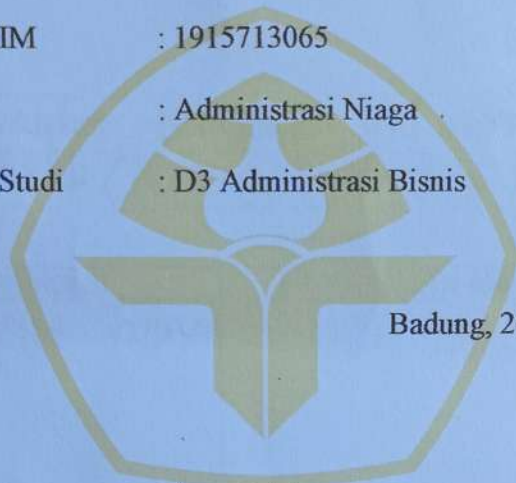 IM : 1915713065
: Administrasi Niaga
Studi : D3 Administrasi Bisnis
Badung, 2